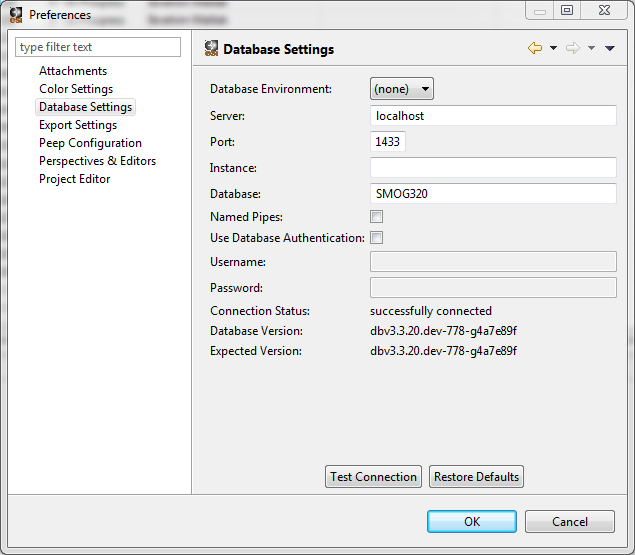 Preferences
type filter text
Attachments
Color Settings
Database Settings
Export Settings
Peep Configuration
Perspectives & Editors
Project Editor
Database Settings
Database Environment: (none)
Server: localhost
Port: 1433
Instance:
Database: SMOG320
Named Pipes:
Use Database Authentication:
Username:
Password:
Connection Status: successfully connected
Database Version: dbv3.3.20.dev-778-g4a7e89f
Expected Version: dbv3.3.20.dev-778-g4a7e89f
Test Connection Restore Defaults
OK Cancel